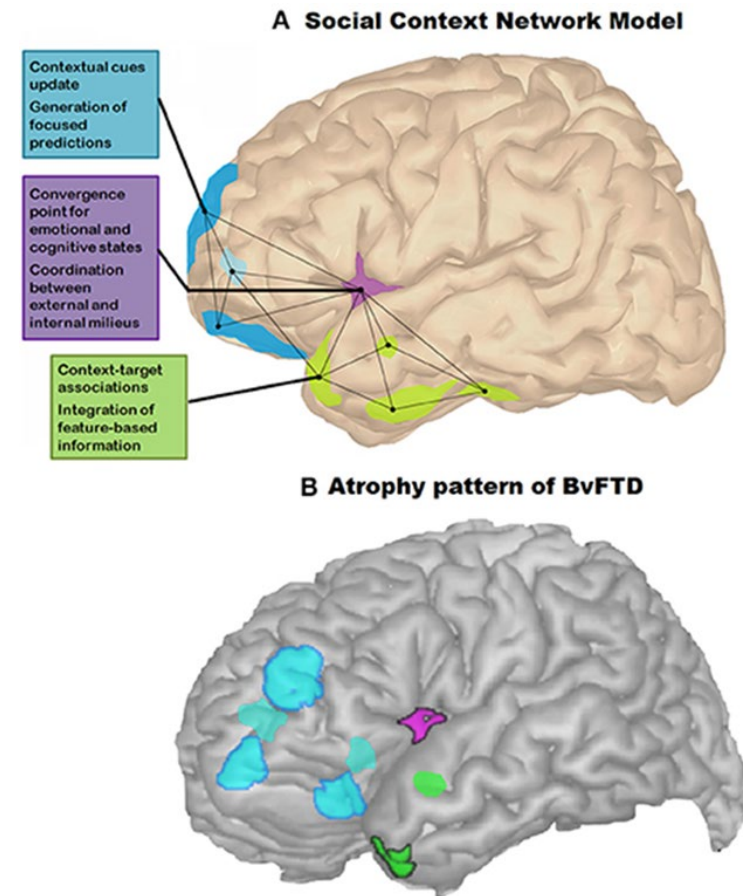 A Social Context Network Model
Contextual cues
update
Generation of
focused
predictions
Convergence
point for
emotional and
cognitive states
Coordination
between
external and
internal milieus
Context-target
associations
Integration of
feature-based
information
B Atrophy pattern of BvFTD